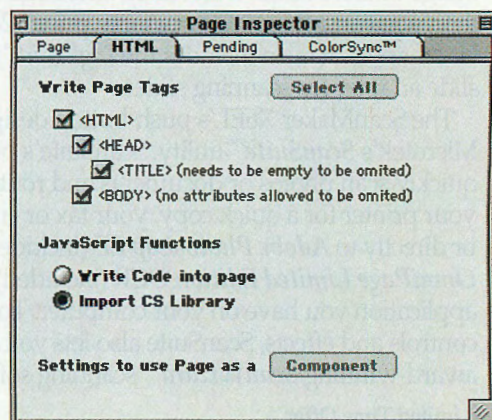 Page Inspector
Page HTML Pending ColorSync™
Write Page Tags Select All
<HTML>
<HEAD>
<TITLE> (needs to be empty to be omited)
<BODY> (no attributes allowed to be omited)
JavaScript Functions
Write Code into page
Import CS Library
Settings to use Page as a Component